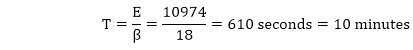 T = E/β = 10974/18 = 610 seconds = 10 minutes